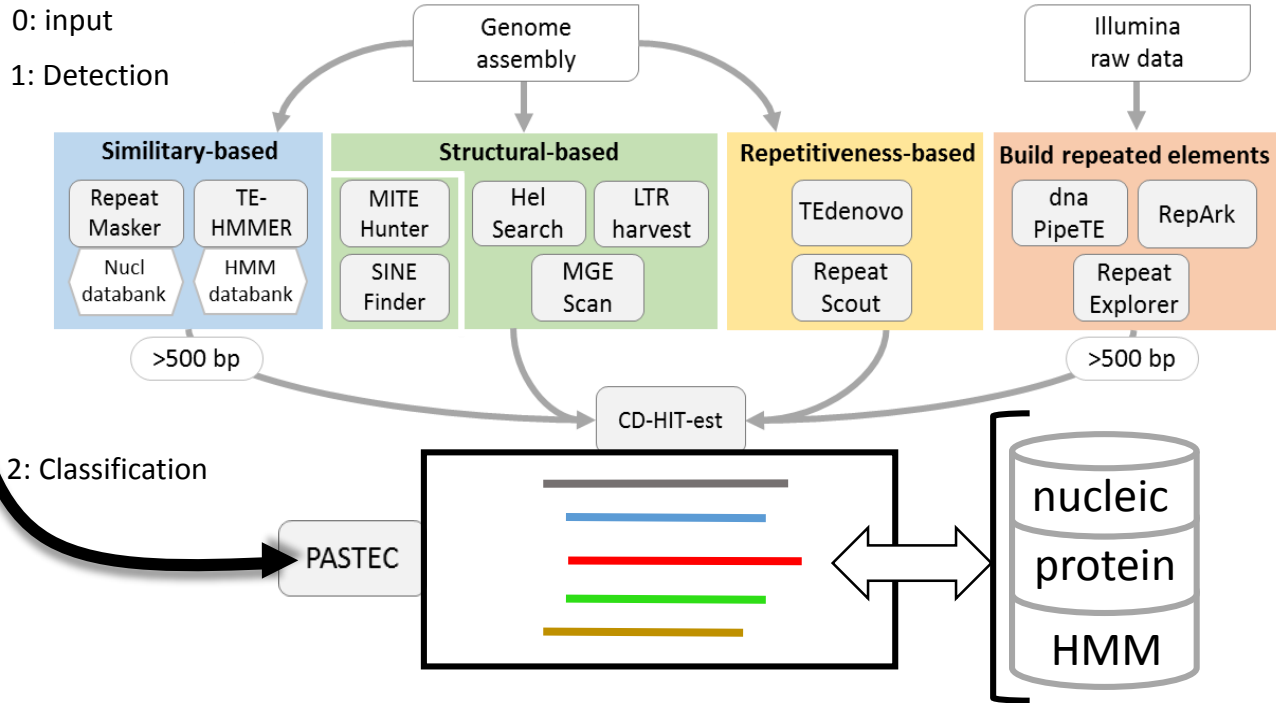 0: input
Genome
assembly
Illumina
raw data
1: Detection
Similitary-based
Repeat
Masker
TE-
HMMER
Nucl
databank
HMM
databank
Structural-based
MITE
Hunter
SINE
Finder
Hel
Search
LTR
harvest
MGE
Scan
Repetitiveness-based
TEdenovo
Repeat
Scout
Build repeated elements
dna
PipeTE
RepArk
Repeat
Explorer
>500 bp
>500 bp
CD-HIT-est
2: Classification
PASTEC
nucleic
protein
HMM